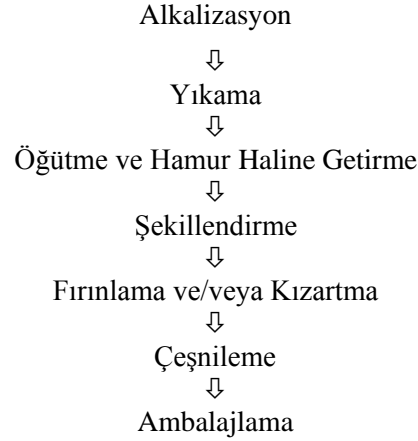 Alkalizasyon
⇩
Yıkama
⇩
Öğütme ve Hamur Haline Getirme
⇩
Şekillendirme
⇩
Fırınlama ve/veya Kızartma
⇩
Çeşnileme
⇩
Ambalajlama